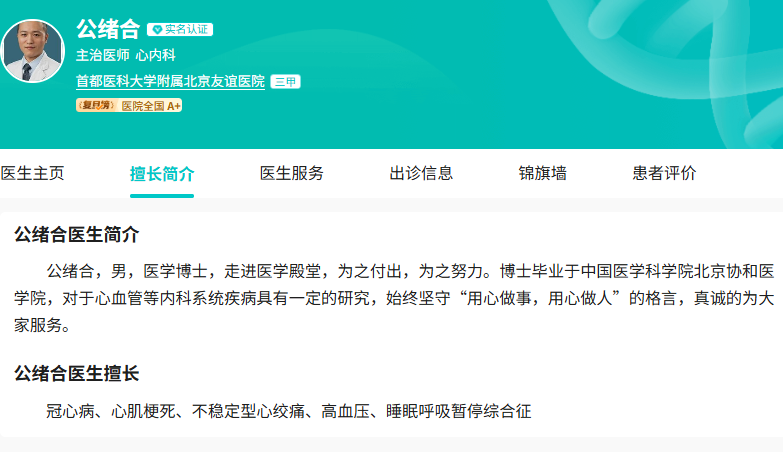 公绪合 实名认证
主治医师 心内科
首都医科大学附属北京友谊医院 三甲
(复旦榜) 医院全国 A+
医生主页 擅长简介 医生服务 出诊信息 锦旗墙 患者评价
公绪合医生简介
公绪合，男，医学博士，走进医学殿堂，为之付出，为之努力。博士毕业于中国医学科学院北京协和医
学院，对于心血管等内科系统疾病具有一定的研究，始终坚守“用心做事，用心做人”的格言，真诚的为大
家服务。
公绪合医生擅长
冠心病、心肌梗死、不稳定型心绞痛、高血压、睡眠呼吸暂停综合征